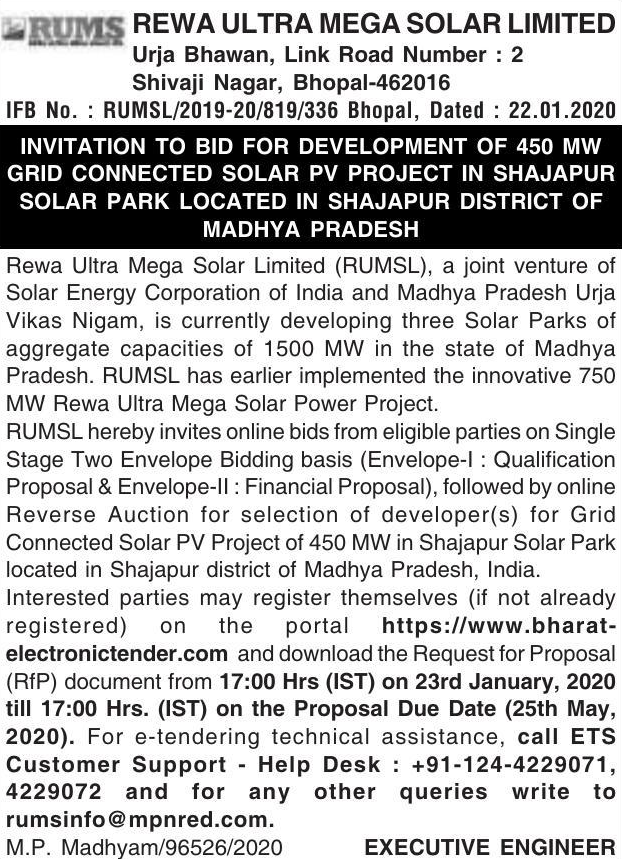 RUMS REWA ULTRA MEGA SOLAR LIMITED
Urja Bhawan, Link Road Number : 2
Shivaji Nagar, Bhopal-462016
IFB No. : RUMSL/2019-20/819/336 Bhopal, Dated : 22.01.2020
INVITATION TO BID FOR DEVELOPMENT OF 450 MW
GRID CONNECTED SOLAR PV PROJECT IN SHAJAPUR
SOLAR PARK LOCATED IN SHAJAPUR DISTRICT OF
MADHYA PRADESH
Rewa Ultra Mega Solar Limited (RUMSL), a joint venture of
Solar Energy Corporation of India and Madhya Pradesh Urja
Vikas Nigam, is currently developing three Solar Parks of
aggregate capacities of 1500 MW in the state of Madhya
Pradesh. RUMSL has earlier implemented the innovative 750
MW Rewa Ultra Mega Solar Power Project.
RUMSL hereby invites online bids from eligible parties on Single
Stage Two Envelope Bidding basis (Envelope-I : Qualification
Proposal & Envelope-II : Financial Proposal), followed by online
Reverse Auction for selection of developer(s) for Grid
Connected Solar PV Project of 450 MW in Shajapur Solar Park
located in Shajapur district of Madhya Pradesh, India.
Interested parties may register themselves (if not already
registered) on the portal https://www.bharat-
electronictender.com and download the Request for Proposal
(RfP) document from 17:00 Hrs (IST) on 23rd January, 2020
till 17:00 Hrs. (IST) on the Proposal Due Date (25th May,
2020). For e-tendering technical assistance, call ETS
Customer Support - Help Desk : +91-124-4229071,
4229072 and for any other queries write to
rumsinfo@mpnred.com.
M.P. Madhyam/96526/2020 EXECUTIVE ENGINEER